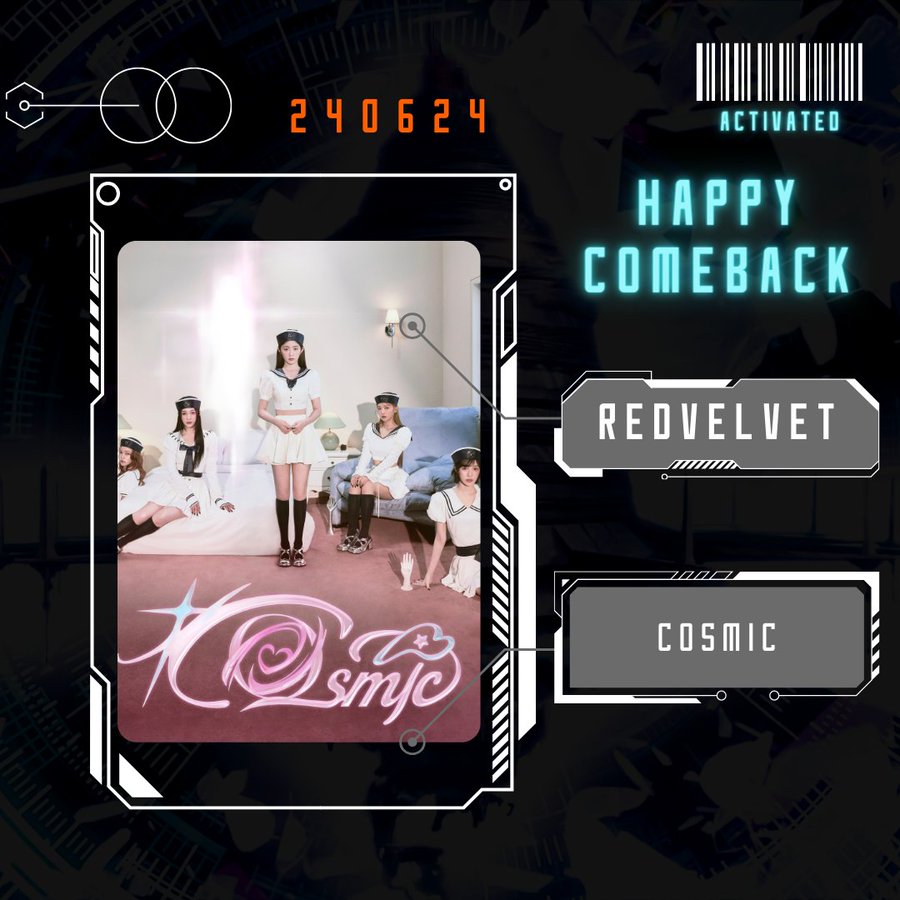 240624
ACTIVATED
HAPPY
COMEBACK
REDVELVET
COSMIC
Cosmic